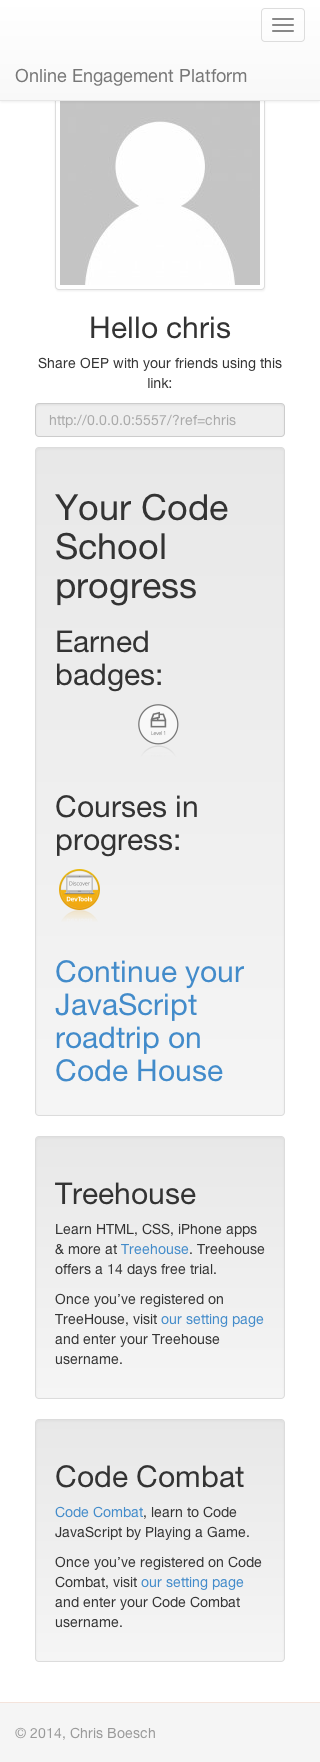 Online Engagement Platform
Hello chris
Share OEP with your friends using this
link:
http://0.0.0.0:5557/?ref=chris
Your Code
School
progress
Earned
badges:
Level 1
Courses in
progress:
Discover
DevTools
Continue your
JavaScript
roadtrip on
Code House
Treehouse
Learn HTML, CSS, iPhone apps
& more at Treehouse. Treehouse
offers a 14 days free trial.
Once you've registered on
TreeHouse, visit our setting page
and enter your Treehouse
username.
Code Combat
Code Combat, learn to Code
JavaScript by Playing a Game.
Once you've registered on Code
Combat, visit our setting page
and enter your Code Combat
username.
© 2014, Chris Boesch